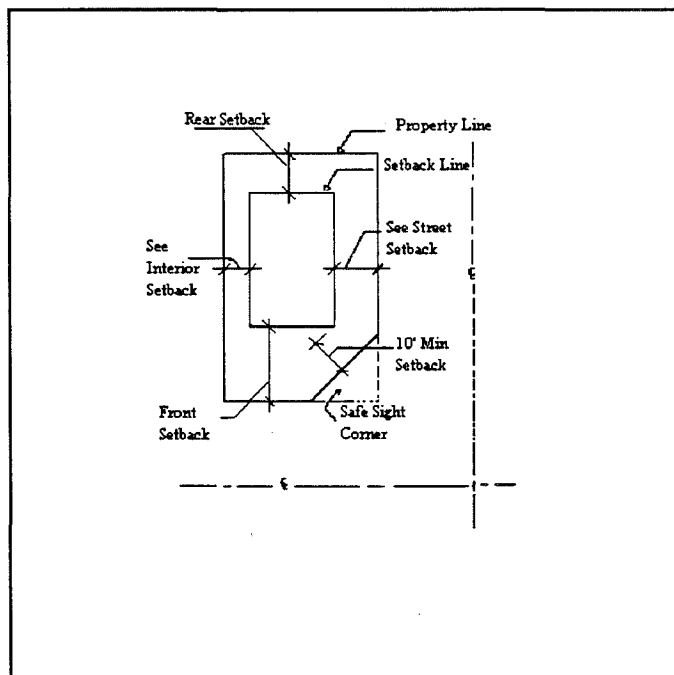 Rear Setback
Property Line
Setback Line
See
Interior
Setback
See Street
Setback
℄
10' Min
Setback
Front
Setback
Safe Sight
Corner
℄